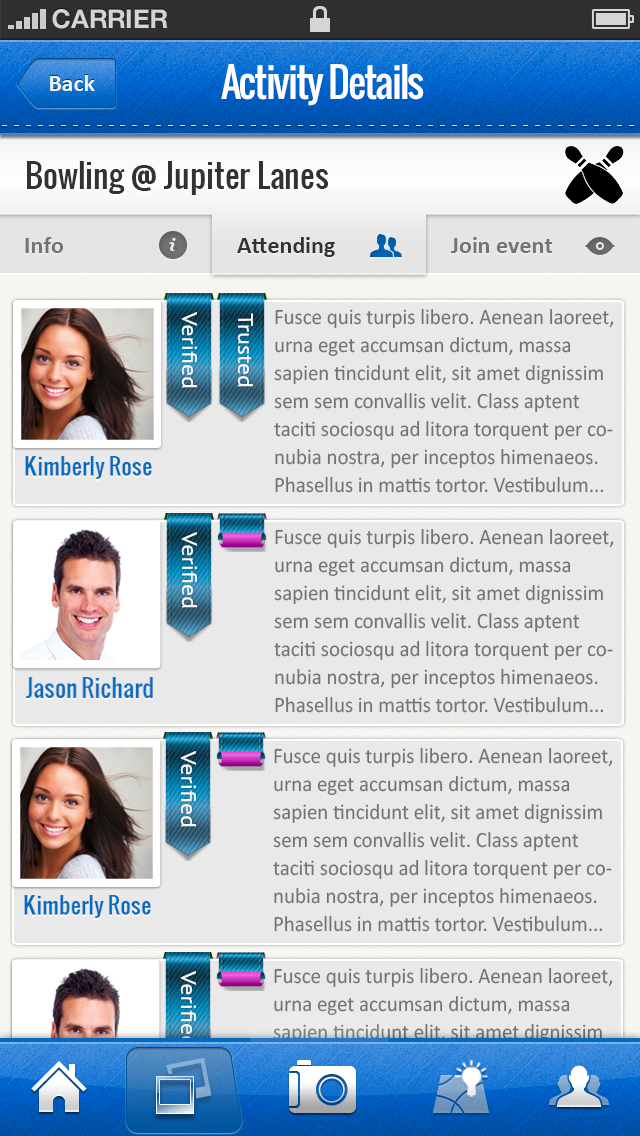 CARRIER
Back
Activity Details
Bowling @ Jupiter Lanes
Info
i
Attending
Join event
Verified
Trusted
Fusce quis turpis libero. Aenean laoreet,
urna eget accumsan dictum, massa
sapien tincidunt elit, sit amet dignissim
sem sem convallis velit. Class aptent
taciti sociosqu ad litora torquent per co-
nubia nostra, per inceptos himenaeos.
Phasellus in mattis tortor. Vestibulum...
Kimberly Rose
Verified
Fusce quis turpis libero. Aenean laoreet,
urna eget accumsan dictum, massa
sapien tincidunt elit, sit amet dignissim
sem sem convallis velit. Class aptent
taciti sociosqu ad litora torquent per co-
nubia nostra, per inceptos himenaeos.
Phasellus in mattis tortor. Vestibulum...
Jason Richard
Verified
Fusce quis turpis libero. Aenean laoreet,
urna eget accumsan dictum, massa
sapien tincidunt elit, sit amet dignissim
sem sem convallis velit. Class aptent
taciti sociosqu ad litora torquent per co-
nubia nostra, per inceptos himenaeos.
Phasellus in mattis tortor. Vestibulum...
Kimberly Rose
Verified
Fusce quis turpis libero. Aenean laoreet,
urna eget accumsan dictum, massa
sapien tincidunt elit, sit amet dignissim